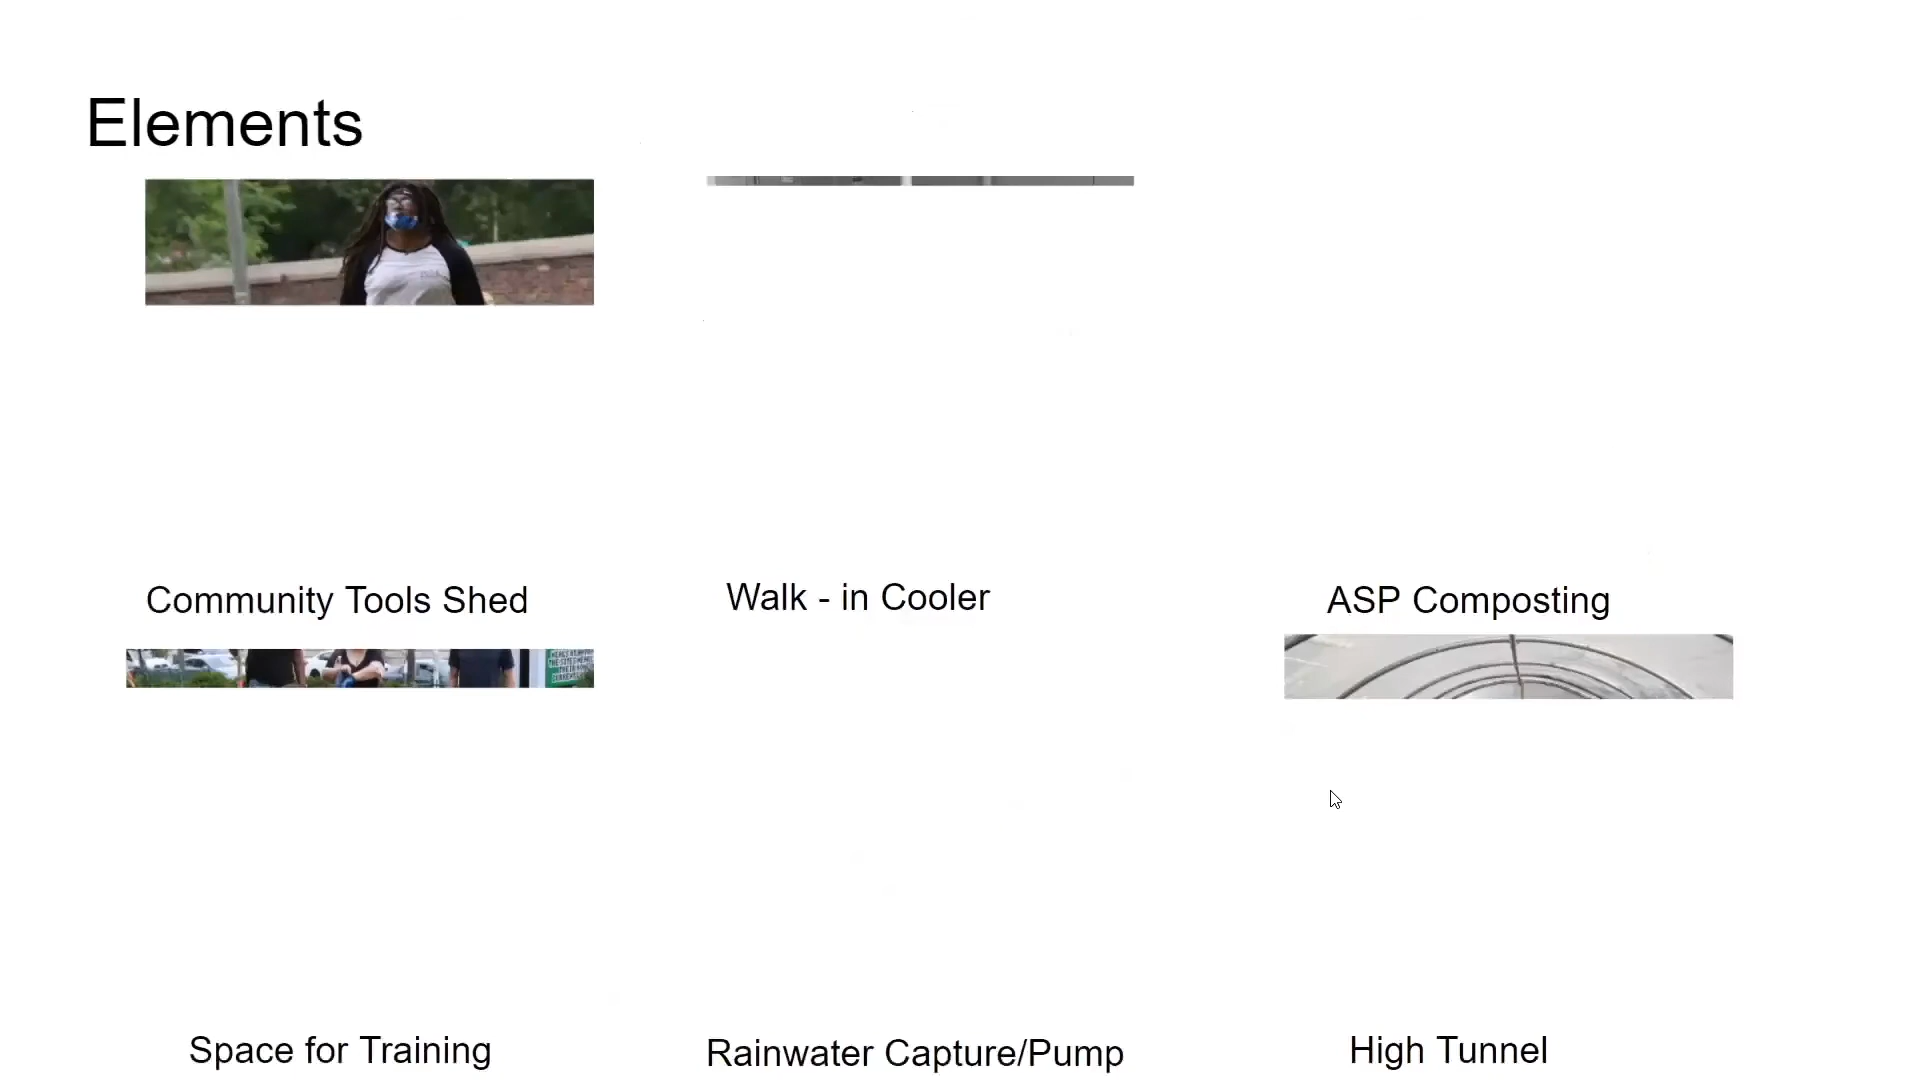 Elements
Community Tools Shed
Walk - in Cooler
ASP Composting
Space for Training
Rainwater Capture/Pump
High Tunnel